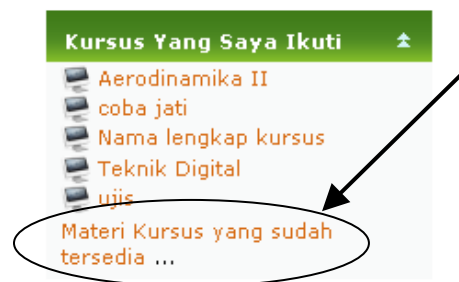 Kursus Yang Saya Ikuti
Aerodinamika II
coba jati
Nama lengkap kursus
Teknik Digital
ujis
Materi Kursus yang sudah
tersedia ...